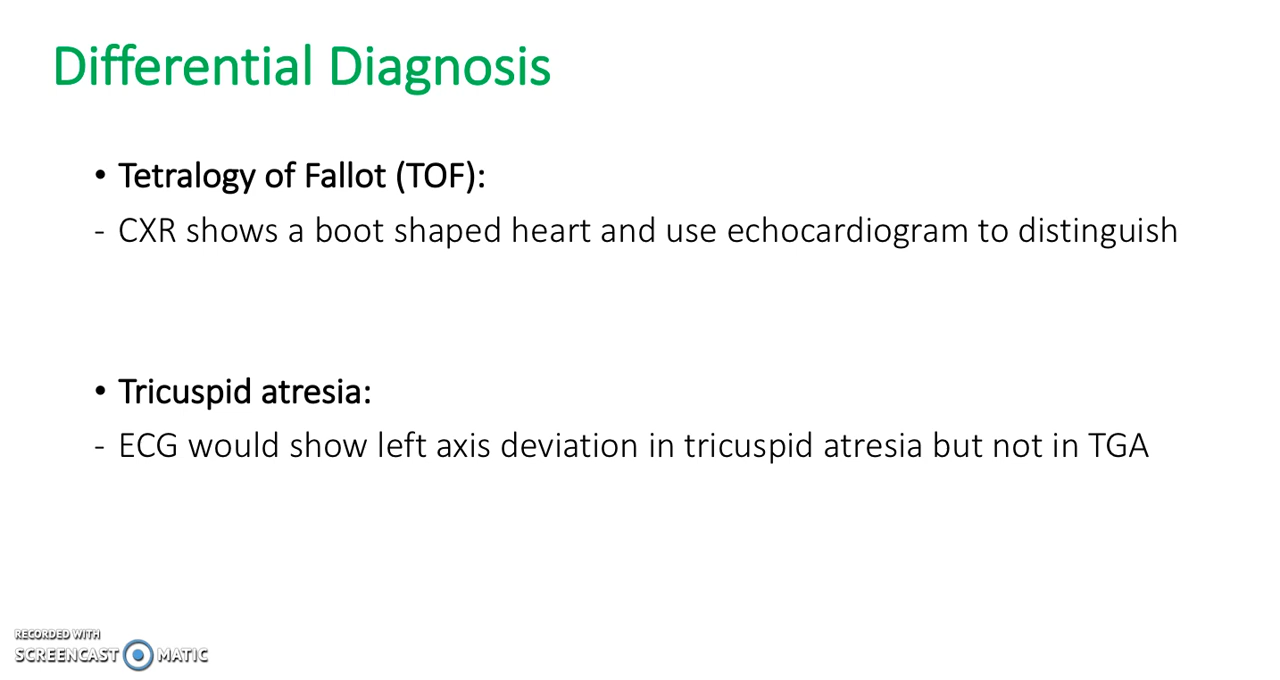 Differential Diagnosis
• Tetralogy of Fallot (TOF):
- CXR shows a boot shaped heart and use echocardiogram to distinguish
• Tricuspid atresia:
- ECG would show left axis deviation in tricuspid atresia but not in TGA
RECORDED WITH
SCREENCAST MATIC